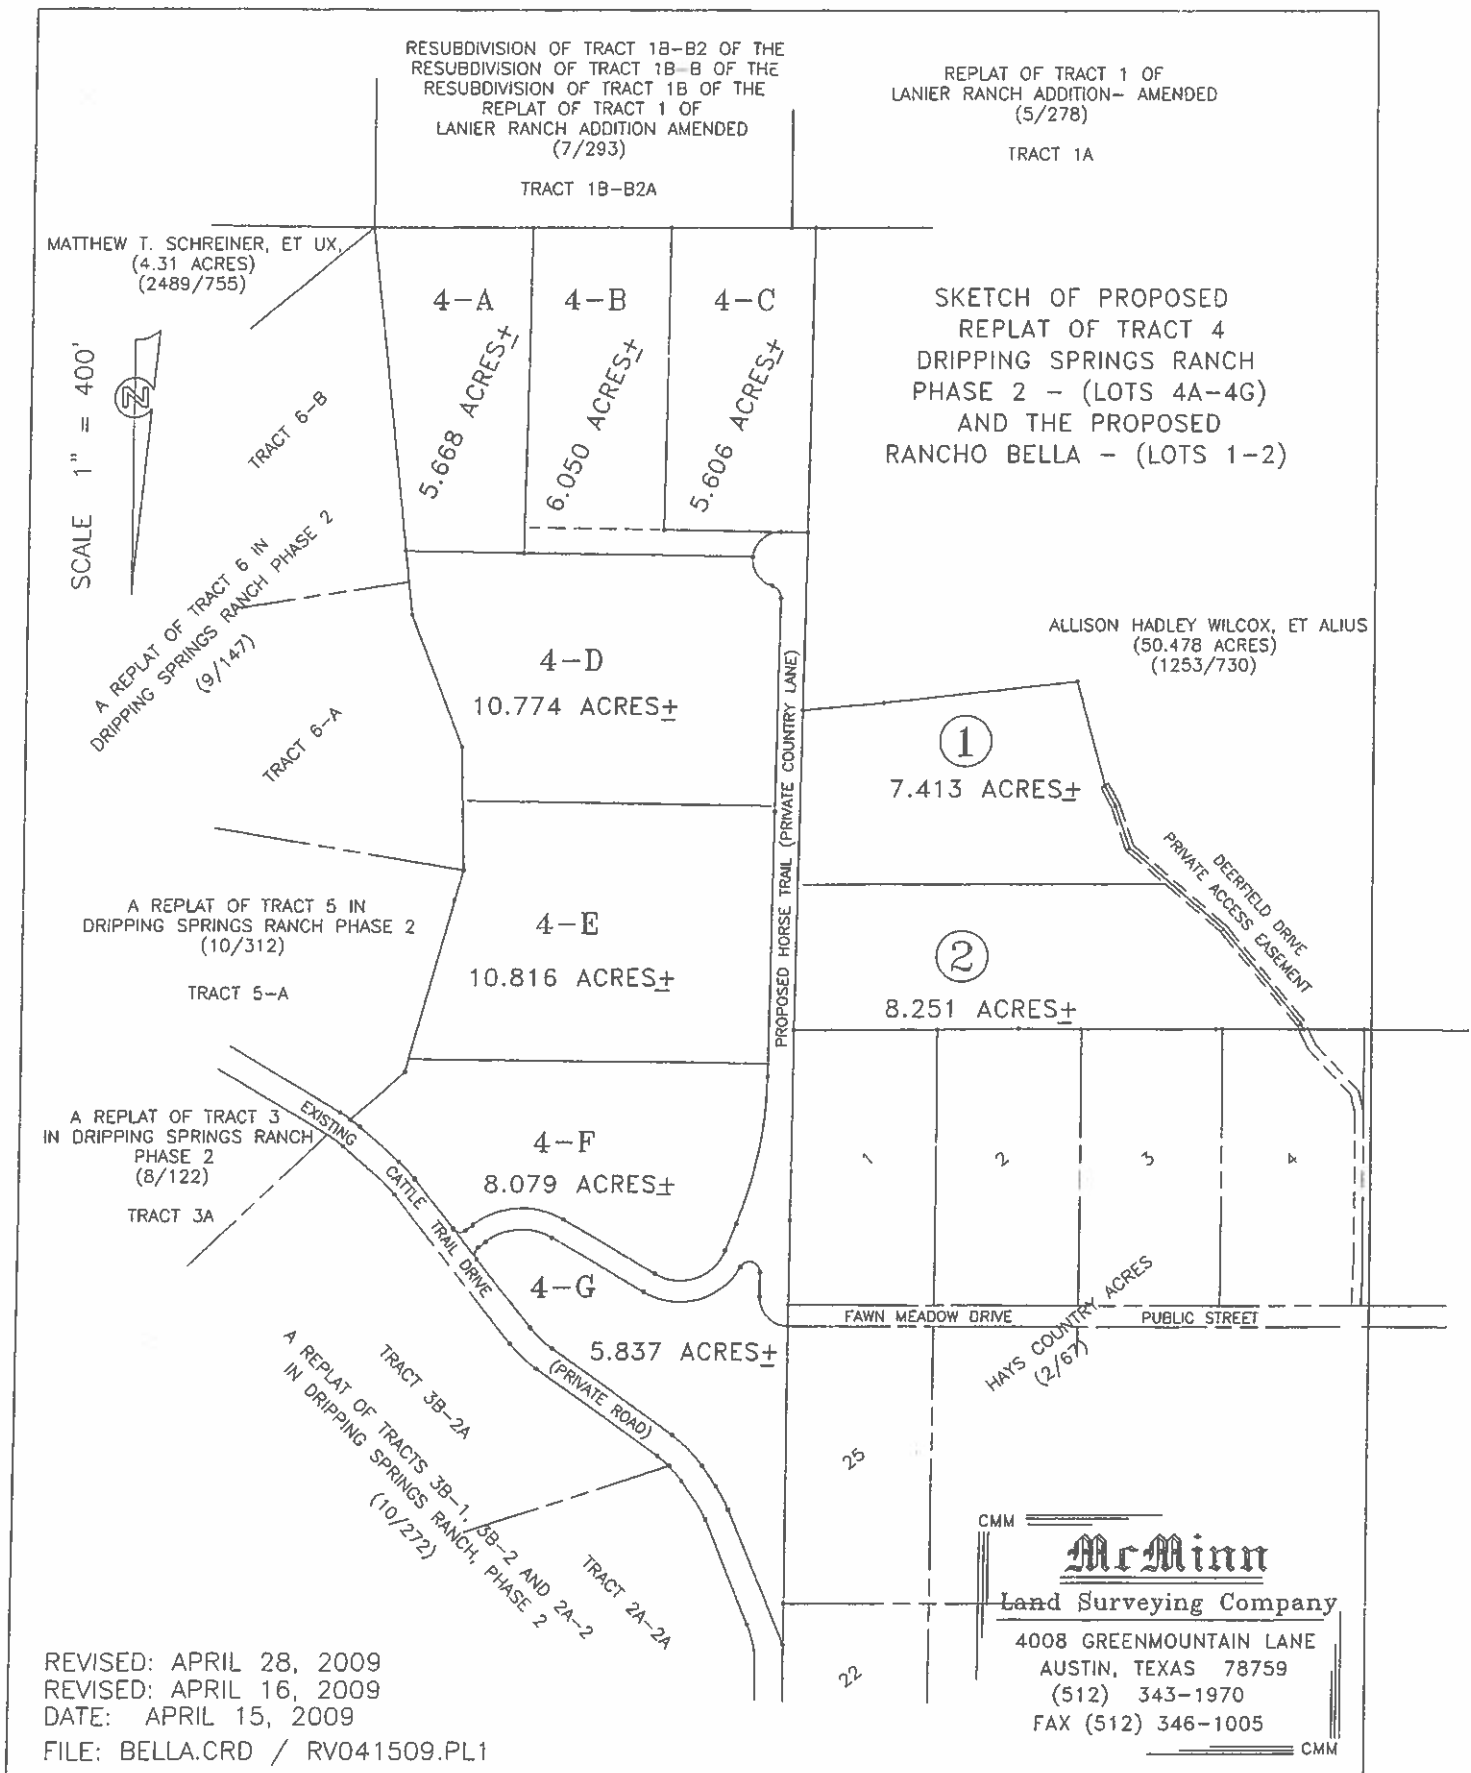 RESUBDIVISION OF TRACT 1B-B2 OF THE
RESUBDIVISION OF TRACT 1B-B OF THE
RESUBDIVISION OF TRACT 1B OF THE
REPLAT OF TRACT 1 OF
LANIER RANCH ADDITION AMENDED
(7/293)
TRACT 1B-B2A
REPLAT OF TRACT 1 OF
LANIER RANCH ADDITION- AMENDED
(5/278)
TRACT 1A
MATTHEW T. SCHREINER, ET UX,
(4.31 ACRES)
(2489/755)
SCALE 1" = 400'
N
4-A
5.668 ACRES±
4-B
6.050 ACRES±
4-C
5.606 ACRES±
SKETCH OF PROPOSED
REPLAT OF TRACT 4
DRIPPING SPRINGS RANCH
PHASE 2 - (LOTS 4A-4G)
AND THE PROPOSED
RANCHO BELLA - (LOTS 1-2)
TRACT 6-B
A REPLAT OF TRACT 6 IN
DRIPPING SPRINGS RANCH PHASE 2
(9/147)
TRACT 6-A
4-D
10.774 ACRES±
PROPOSED HORSE TRAIL (PRIVATE COUNTRY LANE)
ALLISON HADLEY WILCOX, ET ALIUS
(50.478 ACRES)
(1253/730)
1
7.413 ACRES±
DEERFIELD DRIVE
PRIVATE ACCESS EASEMENT
A REPLAT OF TRACT 5 IN
DRIPPING SPRINGS RANCH PHASE 2
(10/312)
TRACT 5-A
4-E
10.816 ACRES±
2
8.251 ACRES±
A REPLAT OF TRACT 3
IN DRIPPING SPRINGS RANCH
PHASE 2
(8/122)
TRACT 3A
EXISTING CATTLE TRAIL DRIVE (PRIVATE ROAD)
4-F
8.079 ACRES±
1
2
3
4
4-G
5.837 ACRES±
FAWN MEADOW DRIVE PUBLIC STREET
HAYS COUNTRY ACRES
(2/67)
TRACT 3B-2A
A REPLAT OF TRACTS 3B-1, 3B-2 AND 2A-2
IN DRIPPING SPRINGS RANCH, PHASE 2
(10/272)
TRACT 2A-2A
25
22
CMM
McMinn
Land Surveying Company
4008 GREENMOUNTAIN LANE
AUSTIN, TEXAS 78759
(512) 343-1970
FAX (512) 346-1005
CMM
REVISED: APRIL 28, 2009
REVISED: APRIL 16, 2009
DATE: APRIL 15, 2009
FILE: BELLA.CRD / RV041509.PL1